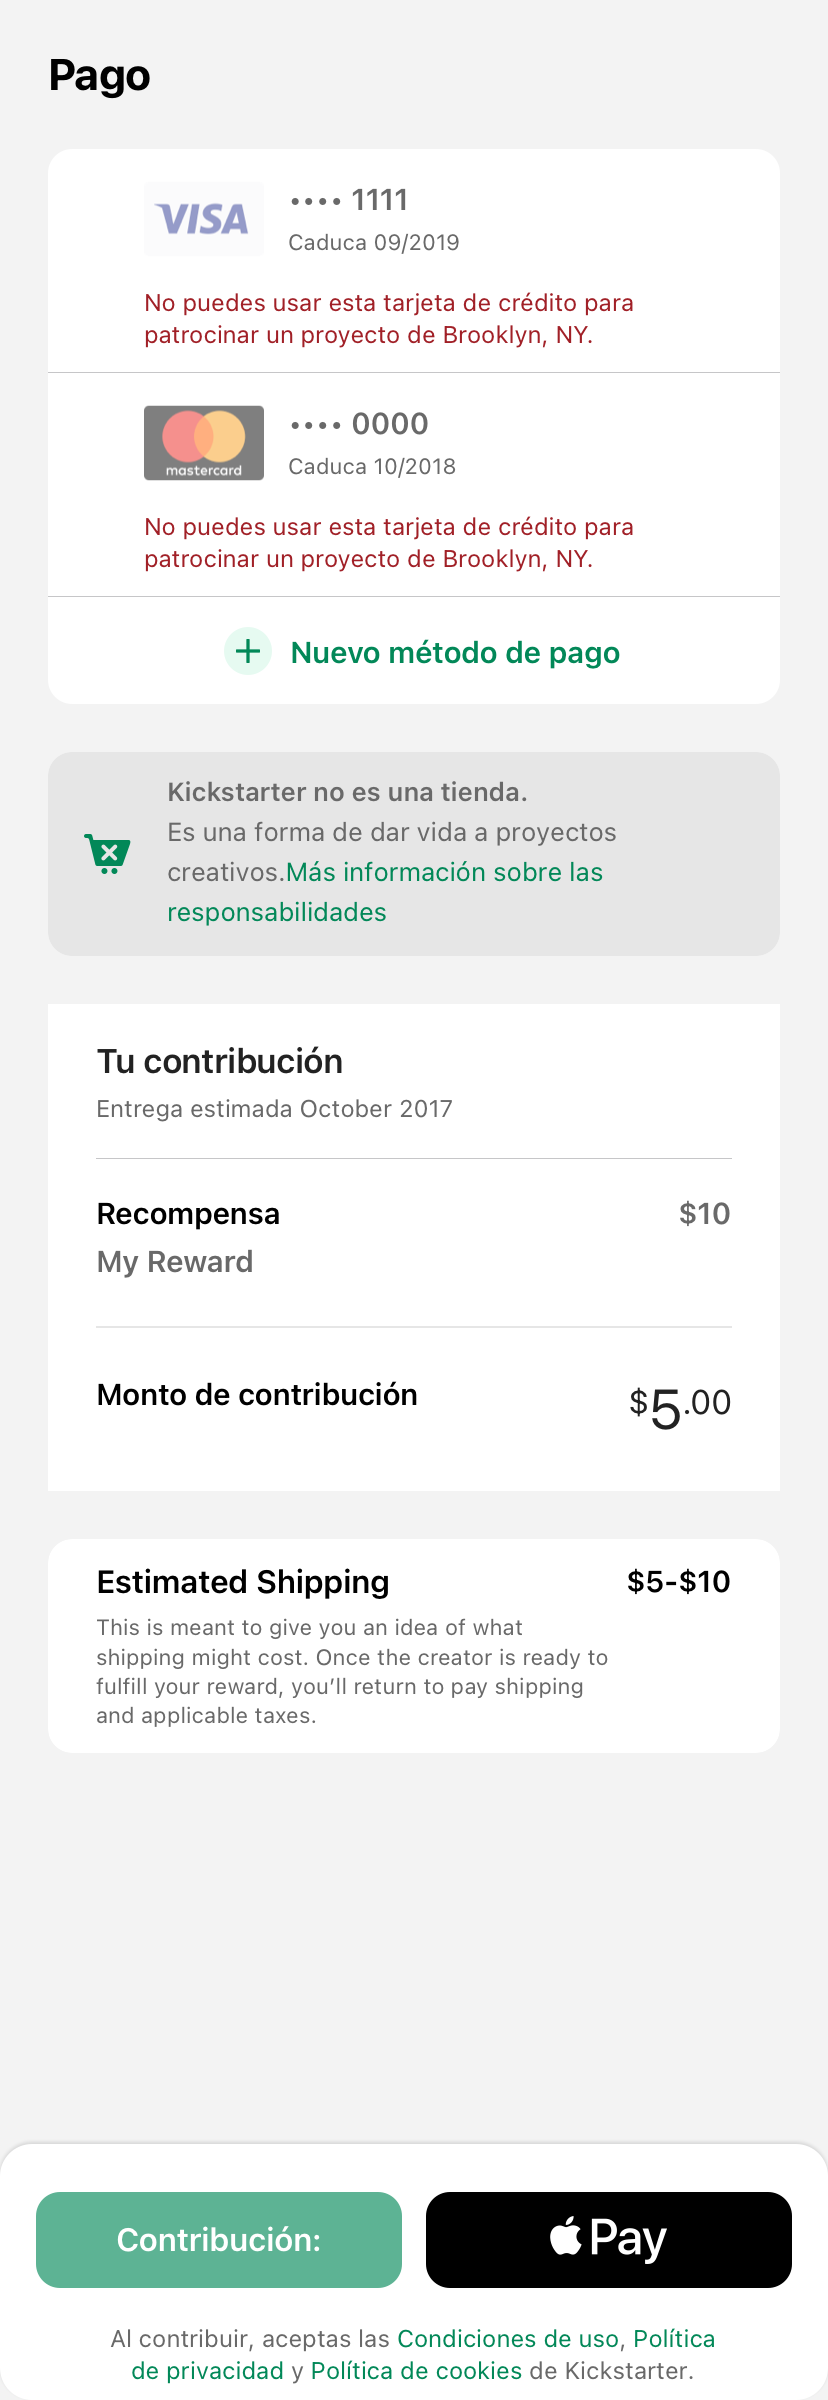 Pago
VISA
•••• 1111
Caduca 09/2019
No puedes usar esta tarjeta de crédito para
patrocinar un proyecto de Brooklyn, NY.
mastercard
•••• 0000
Caduca 10/2018
No puedes usar esta tarjeta de crédito para
patrocinar un proyecto de Brooklyn, NY.
+ Nuevo método de pago
Kickstarter no es una tienda.
Es una forma de dar vida a proyectos
creativos.Más información sobre las
responsabilidades
Tu contribución
Entrega estimada October 2017
Recompensa $10
My Reward
Monto de contribución $5.00
Estimated Shipping $5-$10
This is meant to give you an idea of what
shipping might cost. Once the creator is ready to
fulfill your reward, you’ll return to pay shipping
and applicable taxes.
Contribución: Pay
Al contribuir, aceptas las Condiciones de uso, Política
de privacidad y Política de cookies de Kickstarter.